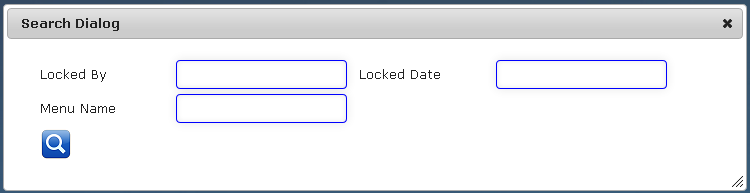 Search Dialog
Locked By Locked Date
Menu Name